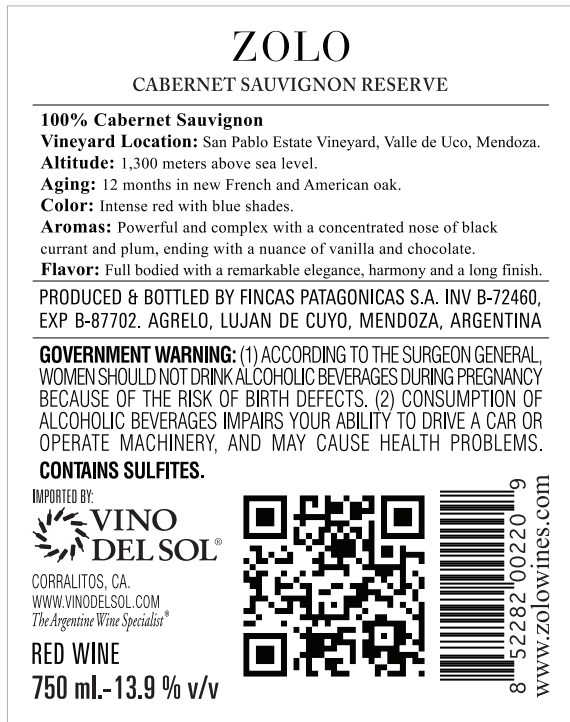 ZOLO
CABERNET SAUVIGNON RESERVE
100% Cabernet Sauvignon
Vineyard Location: San Pablo Estate Vineyard, Valle de Uco, Mendoza.
Altitude: 1,300 meters above sea level.
Aging: 12 months in new French and American oak.
Color: Intense red with blue shades.
Aromas: Powerful and complex with a concentrated nose of black
currant and plum, ending with a nuance of vanilla and chocolate.
Flavor: Full bodied with a remarkable elegance, harmony and a long finish.
PRODUCED & BOTTLED BY FINCAS PATAGONICAS S.A. INV B-72460,
EXP B-87702. AGRELO, LUJAN DE CUYO, MENDOZA, ARGENTINA
GOVERNMENT WARNING: (1) ACCORDING TO THE SURGEON GENERAL,
WOMEN SHOULD NOT DRINK ALCOHOLIC BEVERAGES DURING PREGNANCY
BECAUSE OF THE RISK OF BIRTH DEFECTS. (2) CONSUMPTION OF
ALCOHOLIC BEVERAGES IMPAIRS YOUR ABILITY TO DRIVE A CAR OR
OPERATE MACHINERY, AND MAY CAUSE HEALTH PROBLEMS.
CONTAINS SULFITES.
IMPORTED BY:
VINO
DEL SOL®
CORRALITOS, CA.
WWW.VINODELSOL.COM
The Argentine Wine Specialist®
RED WINE
750 ml.-13.9 % v/v
8 52282 00220 9
www.zolowines.com